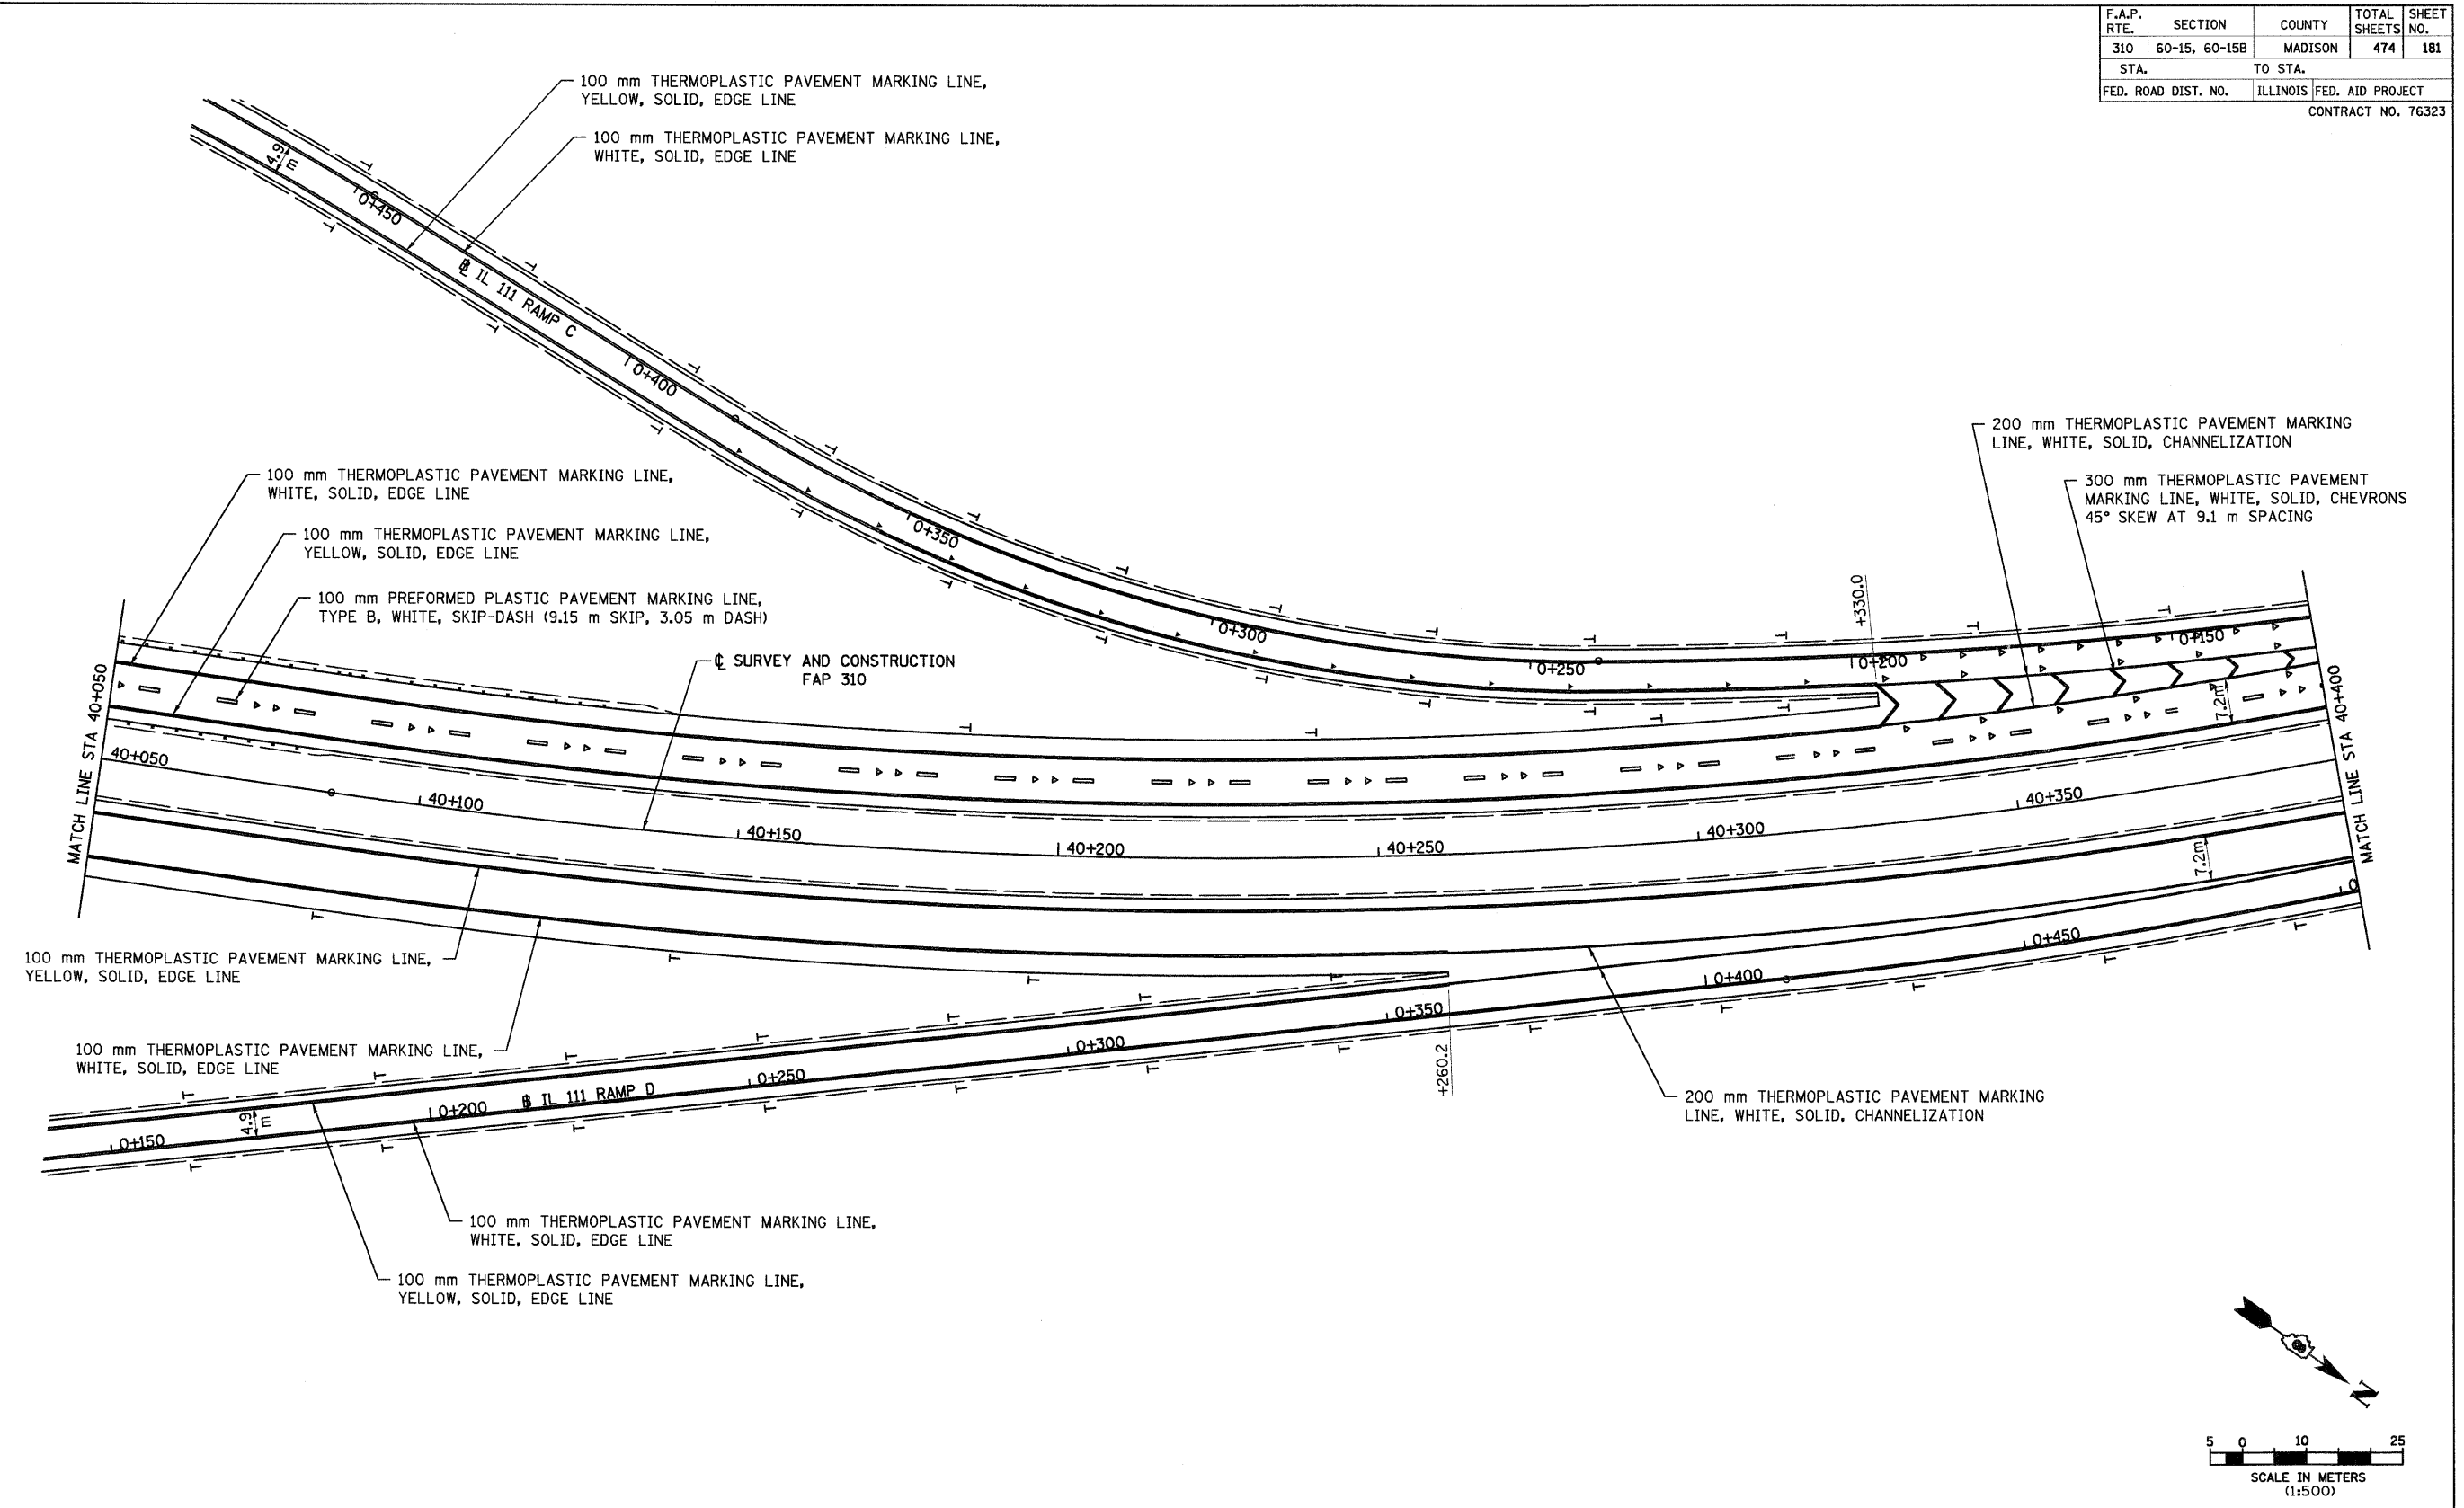 F.A.P. RTE. SECTION COUNTY TOTAL SHEETS SHEET NO.
310 60-15, 60-15B MADISON 474 181
STA. TO STA.
FED. ROAD DIST. NO. ILLINOIS FED. AID PROJECT
CONTRACT NO. 76323
100 mm THERMOPLASTIC PAVEMENT MARKING LINE,
YELLOW, SOLID, EDGE LINE
100 mm THERMOPLASTIC PAVEMENT MARKING LINE,
WHITE, SOLID, EDGE LINE
4.9
m
0+450
℄ IL 111 RAMP C
0+400
0+350
0+300
0+250
0+200
0+150
+330.0
200 mm THERMOPLASTIC PAVEMENT MARKING
LINE, WHITE, SOLID, CHANNELIZATION
300 mm THERMOPLASTIC PAVEMENT
MARKING LINE, WHITE, SOLID, CHEVRONS
45° SKEW AT 9.1 m SPACING
100 mm THERMOPLASTIC PAVEMENT MARKING LINE,
WHITE, SOLID, EDGE LINE
100 mm THERMOPLASTIC PAVEMENT MARKING LINE,
YELLOW, SOLID, EDGE LINE
100 mm PREFORMED PLASTIC PAVEMENT MARKING LINE,
TYPE B, WHITE, SKIP-DASH (9.15 m SKIP, 3.05 m DASH)
℄ SURVEY AND CONSTRUCTION
FAP 310
MATCH LINE STA 40+050
40+050
40+100
40+150
40+200
40+250
40+300
40+350
7.2m
7.2m
MATCH LINE STA 40+400
100 mm THERMOPLASTIC PAVEMENT MARKING LINE,
YELLOW, SOLID, EDGE LINE
100 mm THERMOPLASTIC PAVEMENT MARKING LINE,
WHITE, SOLID, EDGE LINE
0+150
4.9
m
0+200
IL 111 RAMP D
0+250
0+300
0+350
0+400
0+450
0
+260.2
200 mm THERMOPLASTIC PAVEMENT MARKING
LINE, WHITE, SOLID, CHANNELIZATION
100 mm THERMOPLASTIC PAVEMENT MARKING LINE,
WHITE, SOLID, EDGE LINE
100 mm THERMOPLASTIC PAVEMENT MARKING LINE,
YELLOW, SOLID, EDGE LINE
N
5 0 10 25
SCALE IN METERS
(1:500)